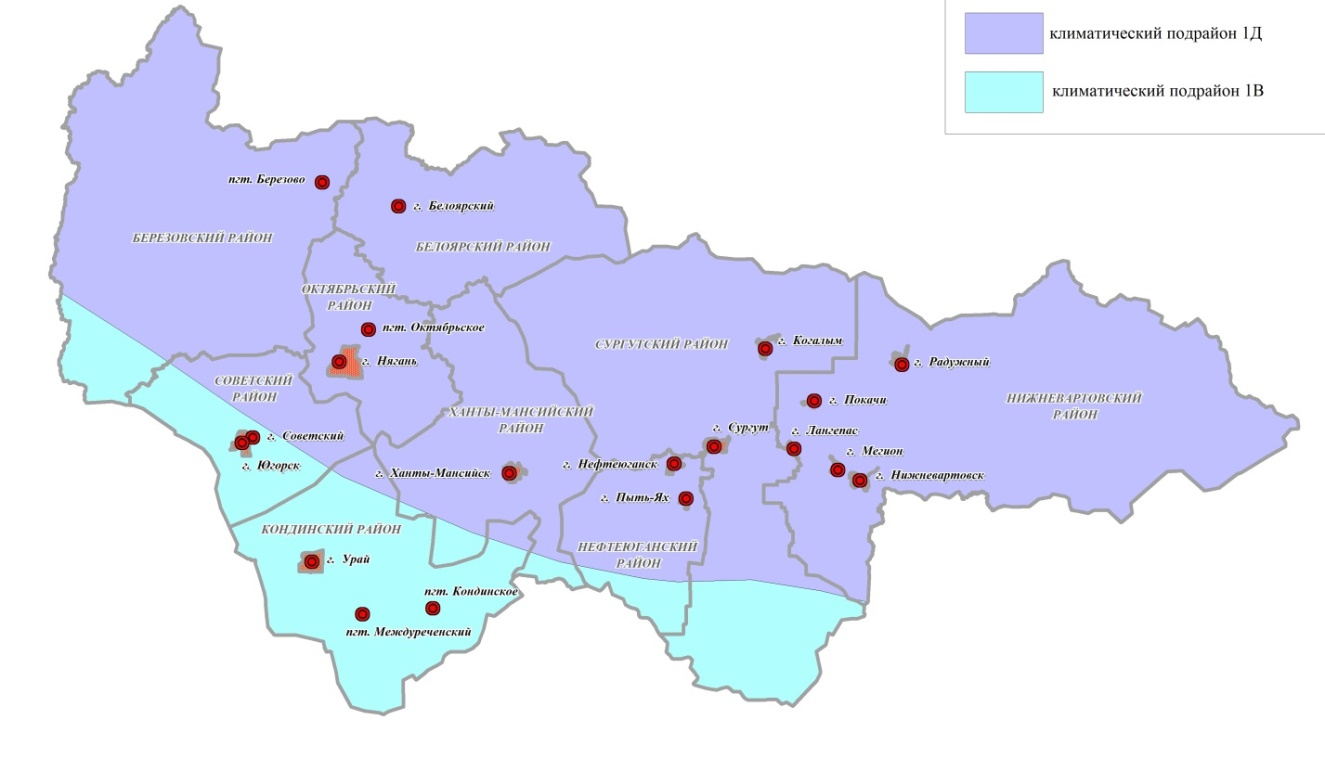 климатический подрайон 1Д
климатический подрайон 1В
пгт. Березово
г. Белоярский
БЕРЕЗОВСКИЙ РАЙОН
БЕЛОЯРСКИЙ РАЙОН
ОКТЯБРЬСКИЙ
РАЙОН
пгт. Октябрьское
г. Нягань
СУРГУТСКИЙ РАЙОН
г. Когалым
г. Радужный
СОВЕТСКИЙ
РАЙОН
НИЖНЕВАРТОВСКИЙ
РАЙОН
г. Покачи
ХАНТЫ-МАНСИЙСКИЙ
РАЙОН
г. Сургут
г. Лангепас
г. Советский
г. Мегион
г. Югорск
г. Нефтеюганск
г. Ханты-Мансийск
г. Нижневартовск
г. Пыть-Ях
КОНДИНСКИЙ РАЙОН
НЕФТЕЮГАНСКИЙ
РАЙОН
г. Урай
пгт. Кондинское
пгт. Междуреченский